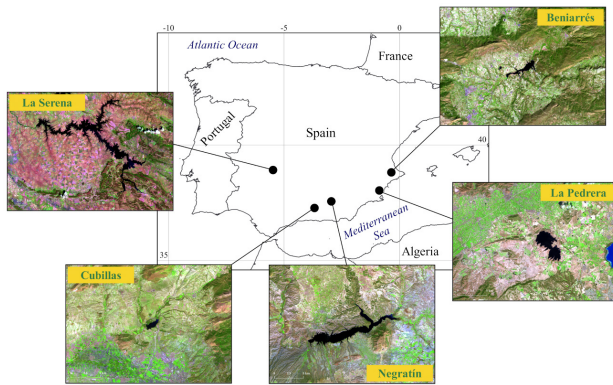 -10
-5
0
Beniarrés
Atlantic Ocean
France
La Serena
Portugal
Spain
40
La Pedrera
Mediterranean
Sea
Algeria
35
Cubillas
Negratín